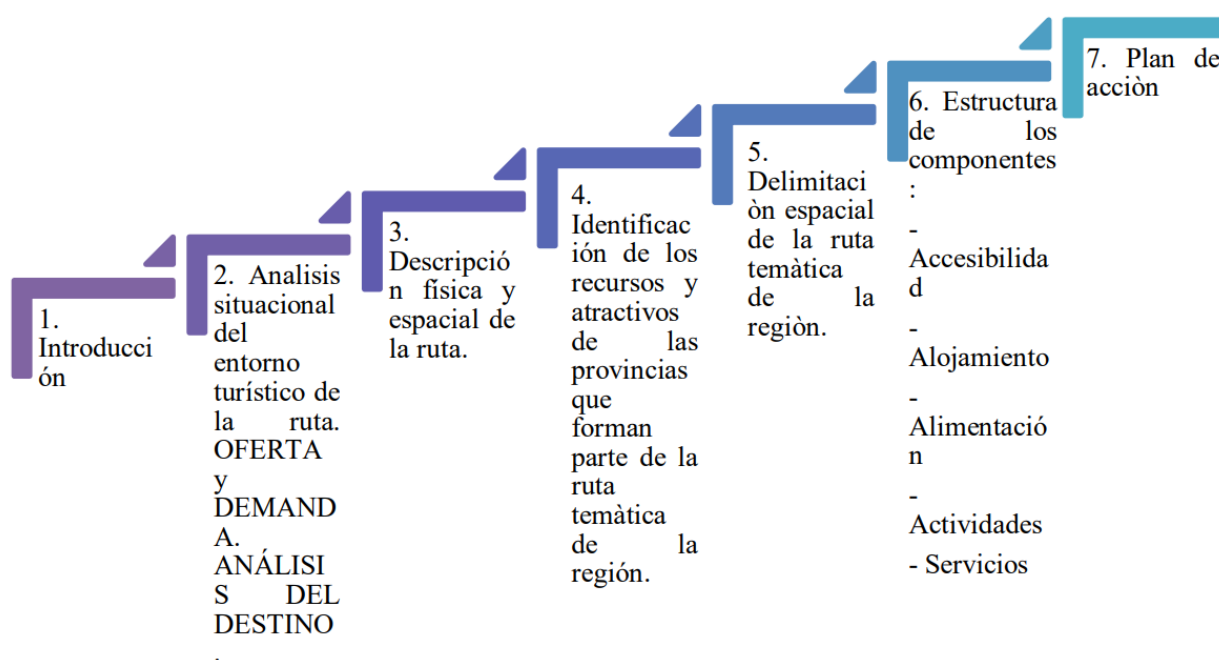 1.
Introducci
ón
2. Analisis
situacional
del
entorno
turístico de
la ruta.
OFERTA
y
DEMAND
A.
ANÁLISI
S DEL
DESTINO
.
3.
Descripció
n física y
espacial de
la ruta.
4.
Identificac
ión de los
recursos y
atractivos
de las
provincias
que
forman
parte de la
ruta
temàtica
de la
región.
5.
Delimitaci
òn espacial
de la ruta
temàtica
de la
regiòn.
6. Estructura
de los
componentes
:
-
Accesibilida
d
-
Alojamiento
-
Alimentació
n
-
Actividades
- Servicios
7. Plan de
acciòn